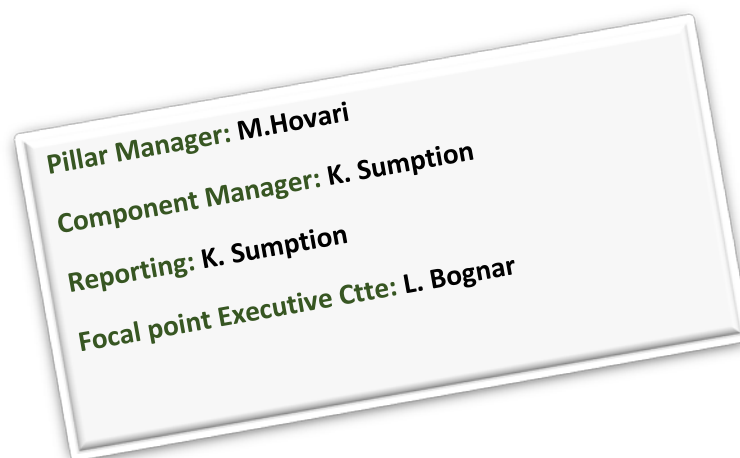 Pillar Manager: M.Hovari
Component Manager: K. Sumption
Reporting: K. Sumption
Focal point Executive Ctte: L. Bognar